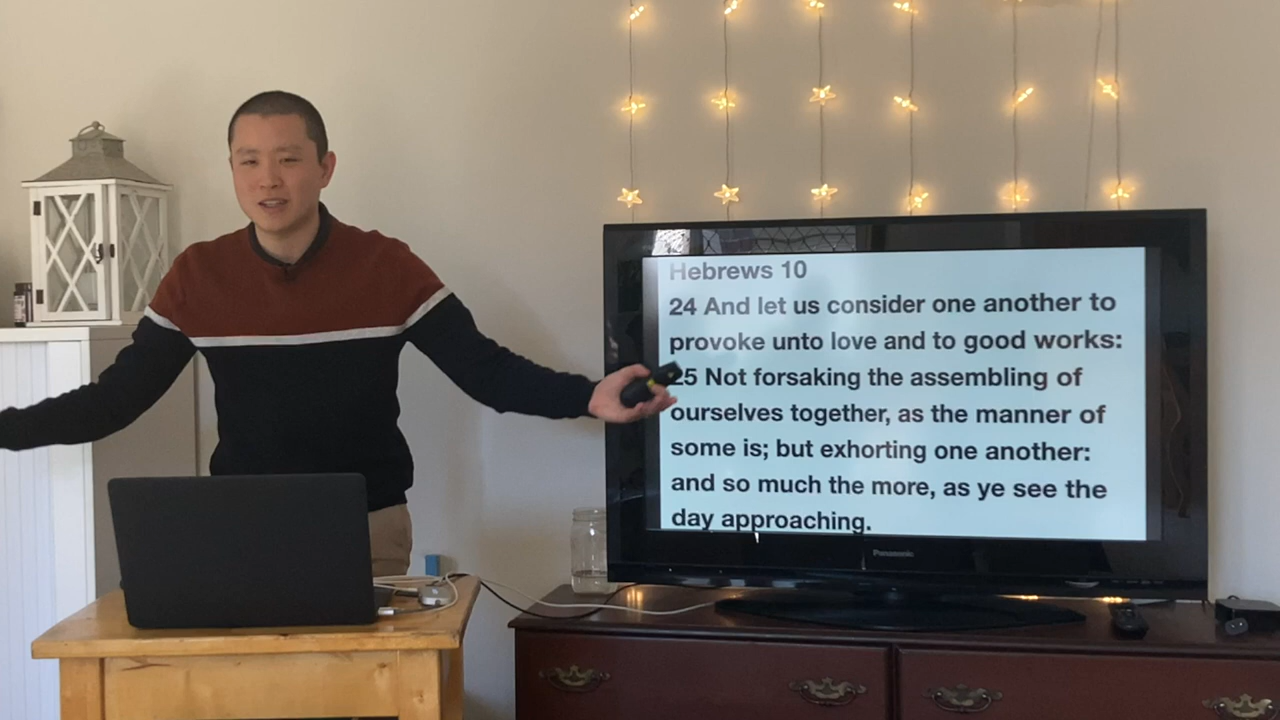 Hebrews 10
24 And let us consider one another to
provoke unto love and to good works:
25 Not forsaking the assembling of
ourselves together, as the manner of
some is; but exhorting one another:
and so much the more, as ye see the
day approaching.
Panasonic